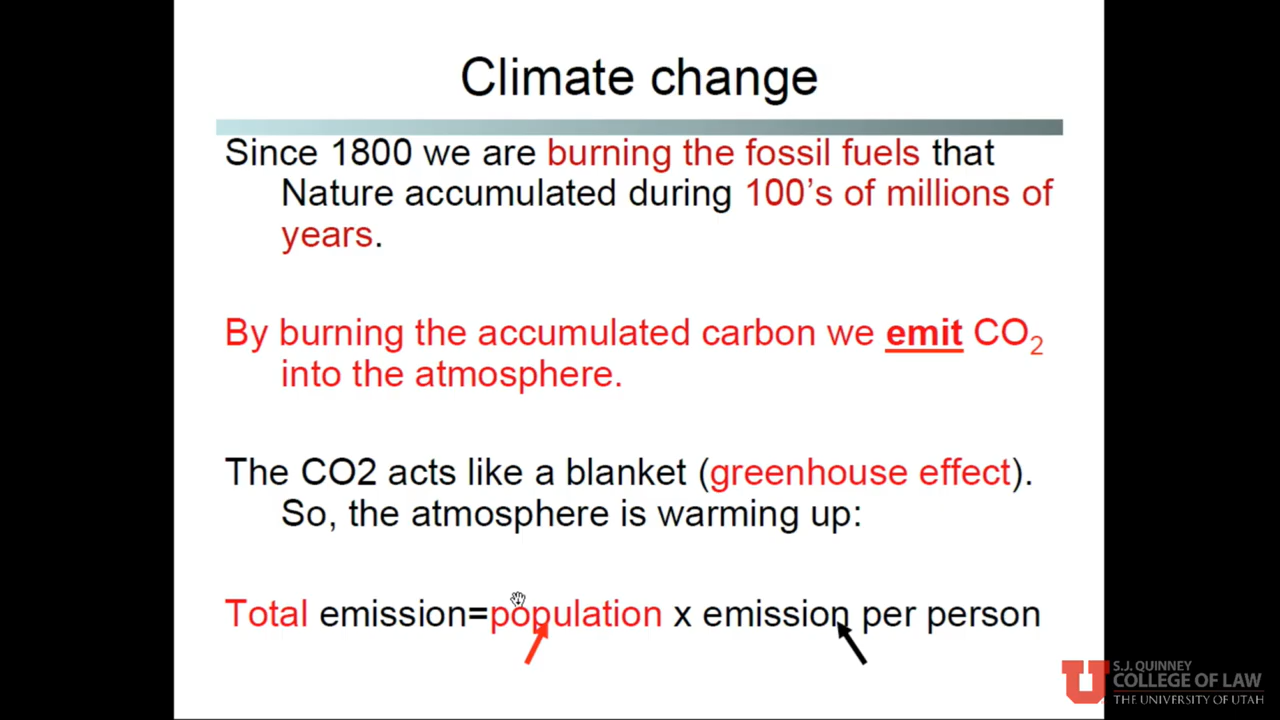 Climate change
Since 1800 we are burning the fossil fuels that
Nature accumulated during 100’s of millions of
years.
By burning the accumulated carbon we emit CO₂
into the atmosphere.
The CO2 acts like a blanket (greenhouse effect).
So, the atmosphere is warming up:
Total emission=population x emission per person
S.J. QUINNEY
COLLEGE OF LAW
THE UNIVERSITY OF UTAH